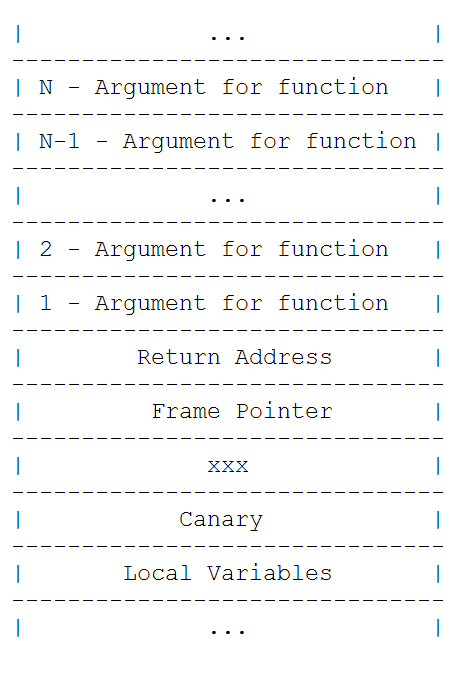 |             ...             |
-------------------------------
| N - Argument for function   |
-------------------------------
| N-1 - Argument for function |
-------------------------------
|             ...             |
-------------------------------
| 2 - Argument for function   |
-------------------------------
| 1 - Argument for function   |
-------------------------------
|        Return Address       |
-------------------------------
|         Frame Pointer       |
-------------------------------
|             xxx             |
-------------------------------
|           Canary            |
-------------------------------
|       Local Variables       |
-------------------------------
|             ...             |